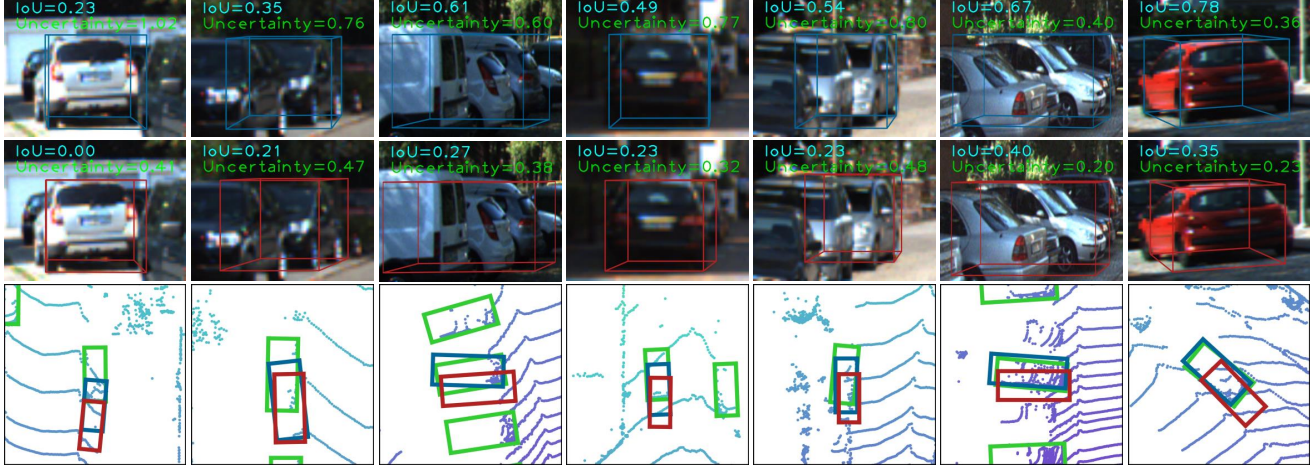 IoU=0.23
Uncertainty=1.02
IoU=0.35
Uncertainty=0.76
IoU=0.61
Uncertainty=0.60
IoU=0.49
Uncertainty=0.77
IoU=0.54
Uncertainty=0.80
IoU=0.67
Uncertainty=0.40
IoU=0.78
Uncertainty=0.36
IoU=0.00
Uncertainty=0.41
IoU=0.21
Uncertainty=0.47
IoU=0.27
Uncertainty=0.38
IoU=0.23
Uncertainty=0.32
IoU=0.23
Uncertainty=0.48
IoU=0.40
Uncertainty=0.20
IoU=0.35
Uncertainty=0.23